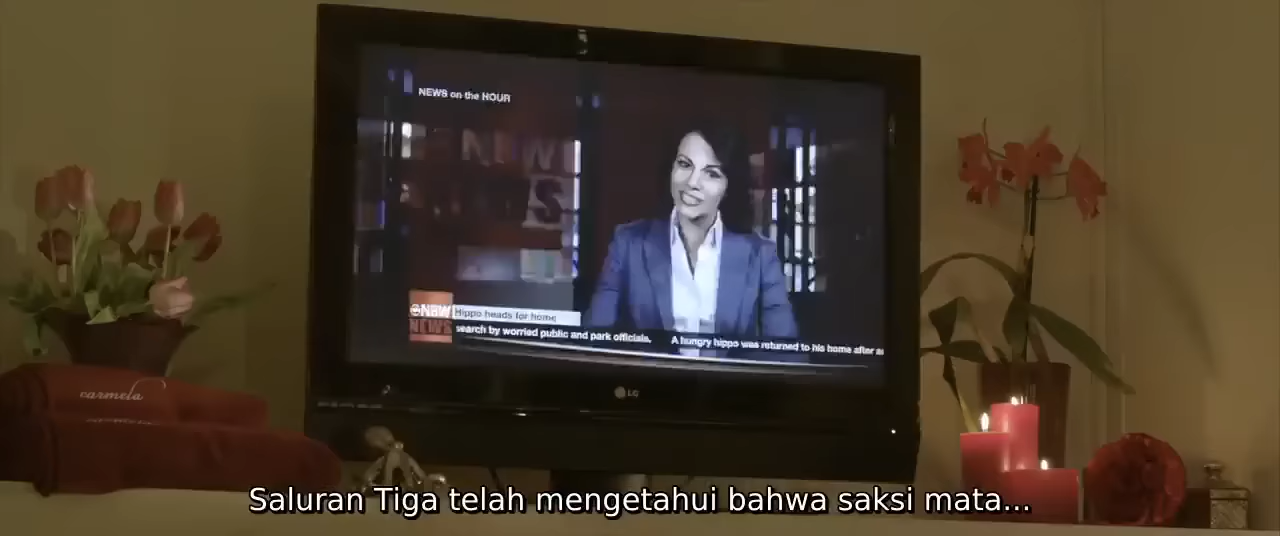 NEWS on the HOUR
NEWS
Hippo heads for home
NEWS
search by worried public and park officials. A hungry hippo was returned to his home after
LG
carmela
Saluran Tiga telah mengetahui bahwa saksi mata...